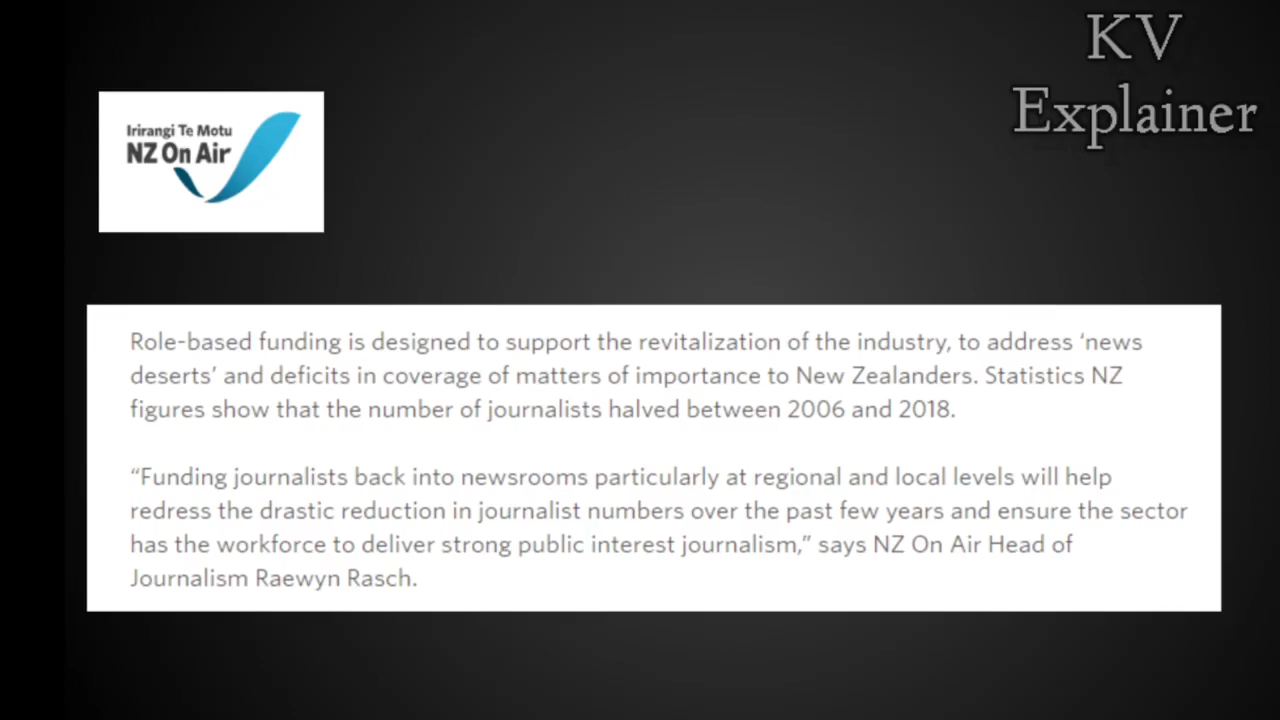 KV
Explainer
Irirangi Te Motu
NZ On Air
Role-based funding is designed to support the revitalization of the industry, to address ‘news
deserts’ and deficits in coverage of matters of importance to New Zealanders. Statistics NZ
figures show that the number of journalists halved between 2006 and 2018.
“Funding journalists back into newsrooms particularly at regional and local levels will help
redress the drastic reduction in journalist numbers over the past few years and ensure the sector
has the workforce to deliver strong public interest journalism,” says NZ On Air Head of
Journalism Raewyn Rasch.